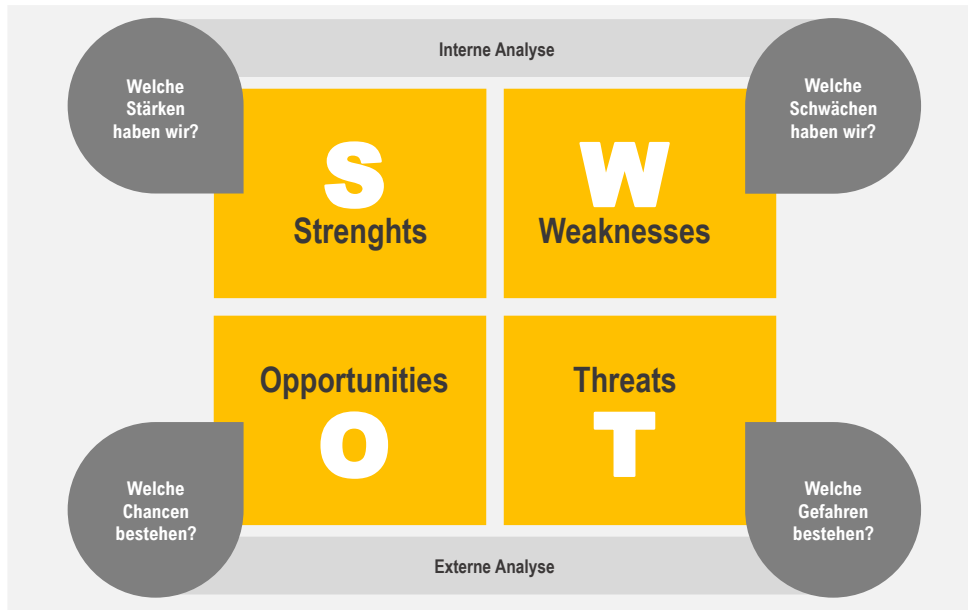 Interne Analyse
Welche
Stärken
haben wir?
Welche
Schwächen
haben wir?
S
Strenghts
W
Weaknesses
Opportunities
O
Threats
T
Welche
Chancen
bestehen?
Welche
Gefahren
bestehen?
Externe Analyse